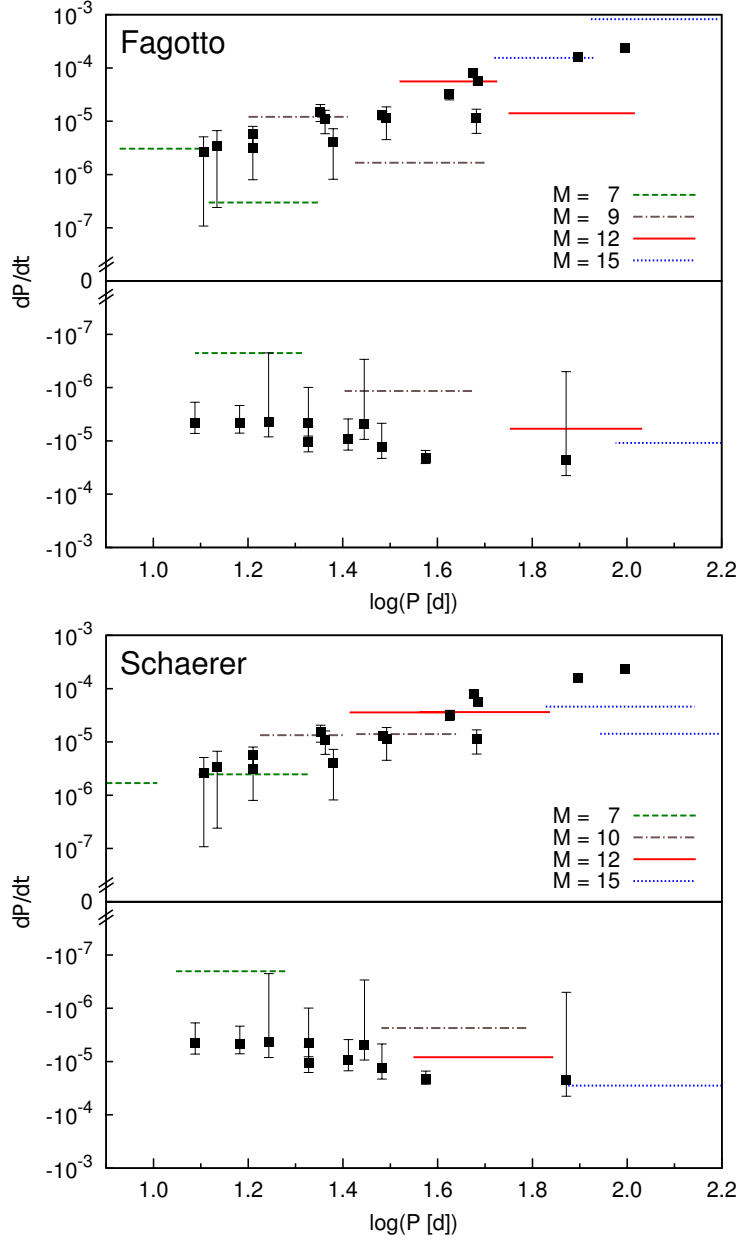 Fagotto
10⁻³
10⁻⁴
10⁻⁵
10⁻⁶
10⁻⁷
0
-10⁻⁷
-10⁻⁶
-10⁻⁵
-10⁻⁴
-10⁻³
dP/dt
M = 7
M = 9
M = 12
M = 15
1.0 1.2 1.4 1.6 1.8 2.0 2.2
log(P [d])
Schaerer
10⁻³
10⁻⁴
10⁻⁵
10⁻⁶
10⁻⁷
0
-10⁻⁷
-10⁻⁶
-10⁻⁵
-10⁻⁴
-10⁻³
dP/dt
M = 7
M = 10
M = 12
M = 15
1.0 1.2 1.4 1.6 1.8 2.0 2.2
log(P [d])